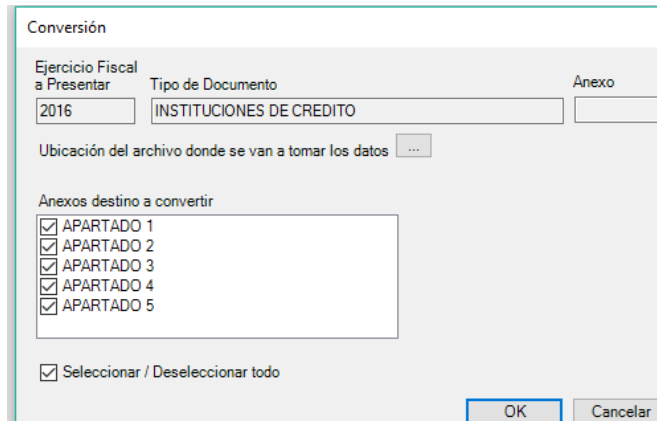 Conversión
Ejercicio Fiscal
a Presentar
Tipo de Documento
Anexo
2016
INSTITUCIONES DE CREDITO
Ubicación del archivo donde se van a tomar los datos ...
Anexos destino a convertir
APARTADO 1
APARTADO 2
APARTADO 3
APARTADO 4
APARTADO 5
Seleccionar / Deseleccionar todo
OK
Cancelar